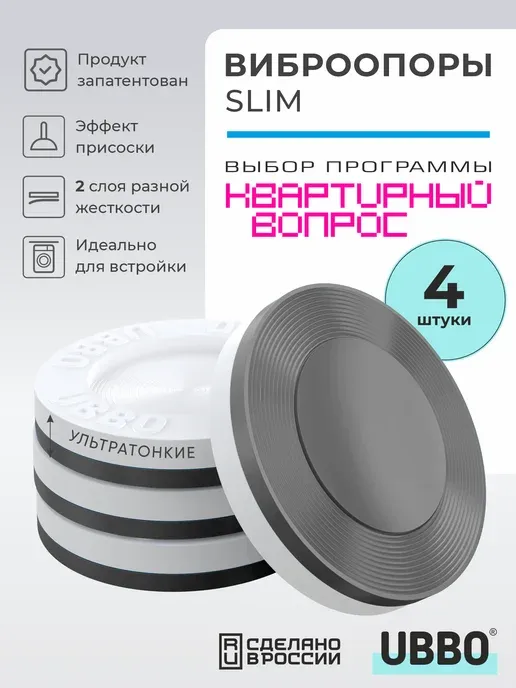 Продукт
запатентован
Эффект
присоски
2 слоя разной
жесткости
Идеально
для встройки
ВИБРООПОРЫ
SLIM
ВЫБОР ПРОГРАММЫ
КВАРТИРНЫЙ
ВОПРОС
4
штуки
UBBO
UBBO
УЛЬТРАТОНКИЕ
СДЕЛАНО
В РОССИИ
UBBO®